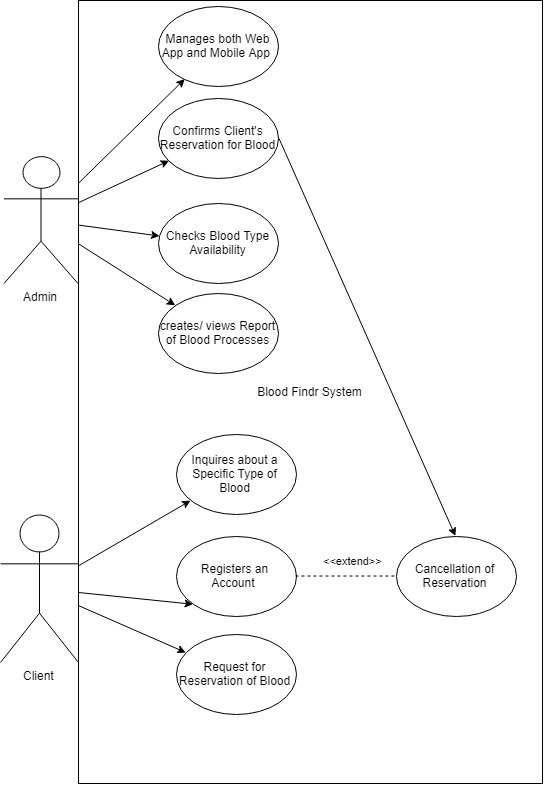 Manages both Web
App and Mobile App
Confirms Client's
Reservation for Blood
Checks Blood Type
Availability
Admin
creates/ views Report
of Blood Processes
Blood Findr System
Inquires about a
Specific Type of
Blood
<<extend>>
Registers an
Account
Cancellation of
Reservation
Request for
Reservation of Blood
Client